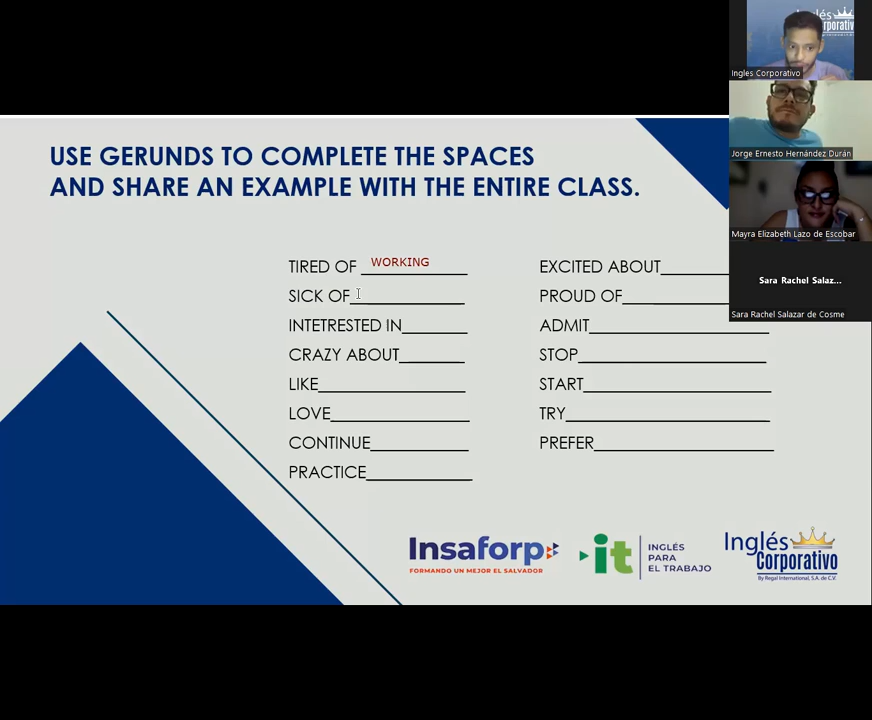 USE GERUNDS TO COMPLETE THE SPACES
AND SHARE AN EXAMPLE WITH THE ENTIRE CLASS.
TIRED OF WORKING
SICK OF
INTETRESTED IN
CRAZY ABOUT
LIKE
LOVE
CONTINUE
PRACTICE
EXCITED ABOUT
PROUD OF
ADMIT
STOP
START
TRY
PREFER
Insaforp
FORMANDO UN MEJOR EL SALVADOR
it
INGLÉS
PARA
EL TRABAJO
Inglés
Corporativo
By Regal International, S.A. de C.V.
Inglés Corporativo
Jorge Ernesto Hernández Durán
Mayra Elizabeth Lazo de Escobar
Sara Rachel Salaz...
Sara Rachel Salazar de Cosme